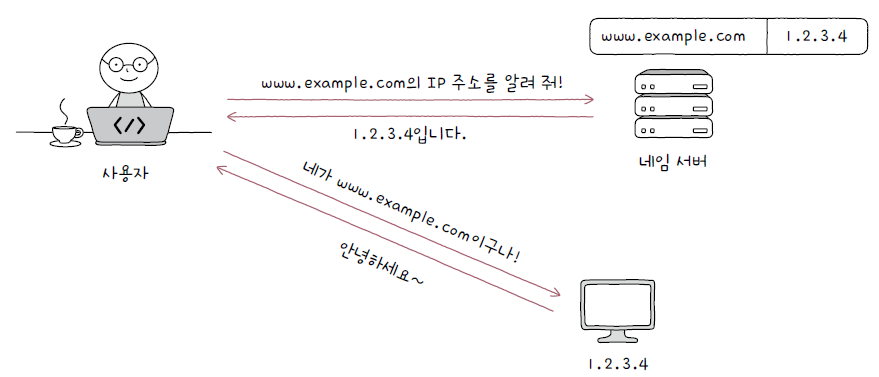 www.example.com 1.2.3.4
www.example.com의 IP 주소를 알려 줘!
1.2.3.4입니다.
</>
사용자
네임 서버
네가 www.example.com이구나!
안녕하세요~
1.2.3.4